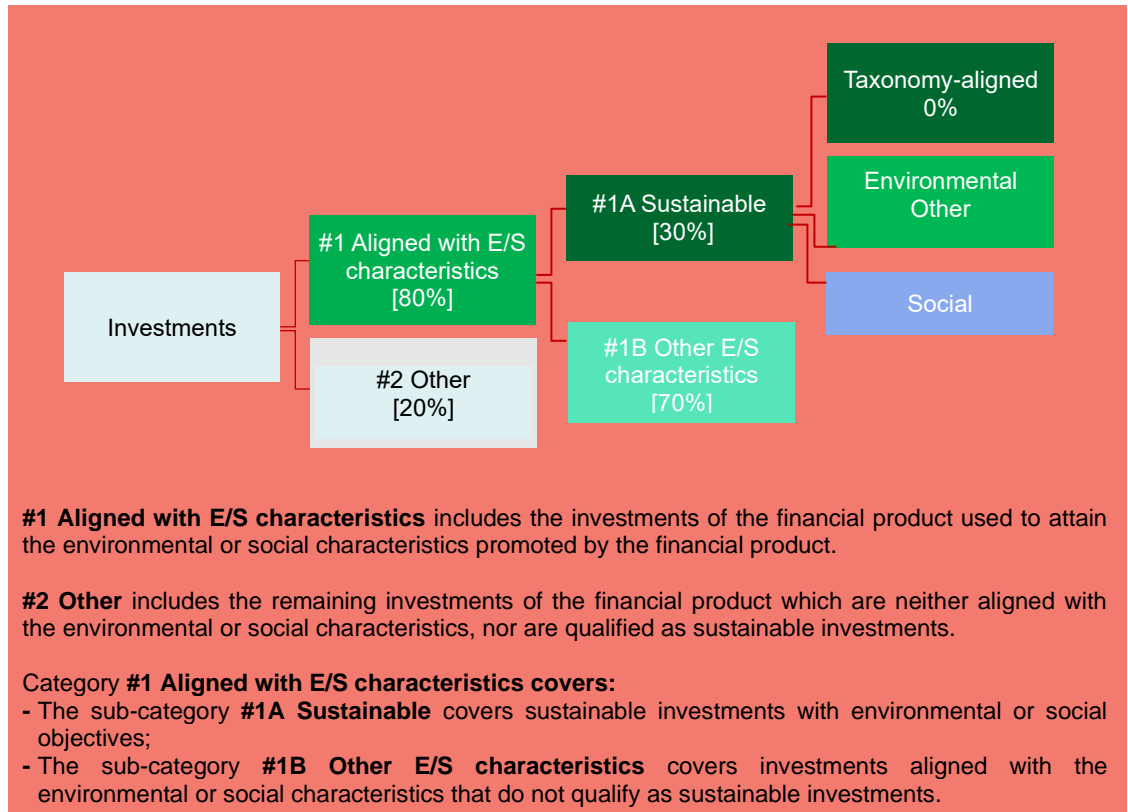 Taxonomy-aligned
0%
Environmental
Other
#1A Sustainable
[30%]
#1 Aligned with E/S
characteristics
[80%]
Social
Investments
#1B Other E/S
characteristics
[70%]
#2 Other
[20%]
#1 Aligned with E/S characteristics includes the investments of the financial product used to attain
the environmental or social characteristics promoted by the financial product.
#2 Other includes the remaining investments of the financial product which are neither aligned with
the environmental or social characteristics, nor are qualified as sustainable investments.
Category #1 Aligned with E/S characteristics covers:
- The sub-category #1A Sustainable covers sustainable investments with environmental or social
objectives;
- The sub-category #1B Other E/S characteristics covers investments aligned with the
environmental or social characteristics that do not qualify as sustainable investments.